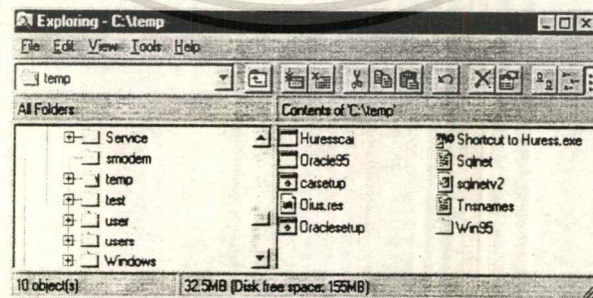 Exploring - C:\temp
File Edit View Tools Help
temp
All Folders
Contents of 'C:\temp'
Service
smodem
temp
test
user
users
Windows
Huresscai
Oracle95
caisetup
Oius.res
Oraclesetup
Shortcut to Huress.exe
Sqlnet
sqlnetv2
Tnsnames
Win95
10 object(s)
32.5MB (Disk free space: 155MB)